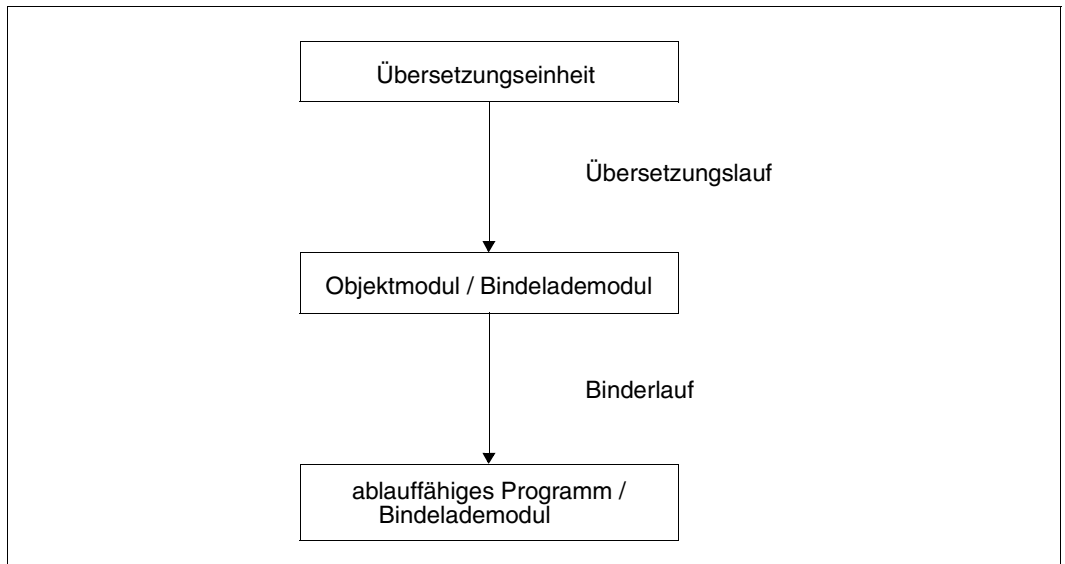 Übersetzungseinheit
Übersetzungslauf
Objektmodul / Bindelademodul
Binderlauf
ablauffähiges Programm /
Bindelademodul